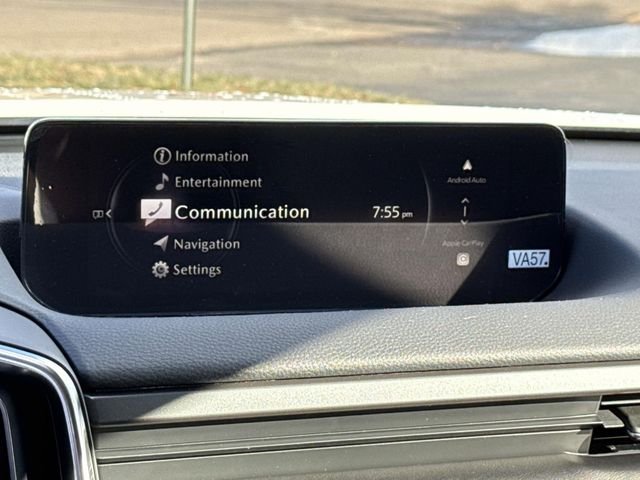 Information
Entertainment
Communication
7:55 pm
Navigation
Settings
Android Auto
Apple CarPlay
VA57.